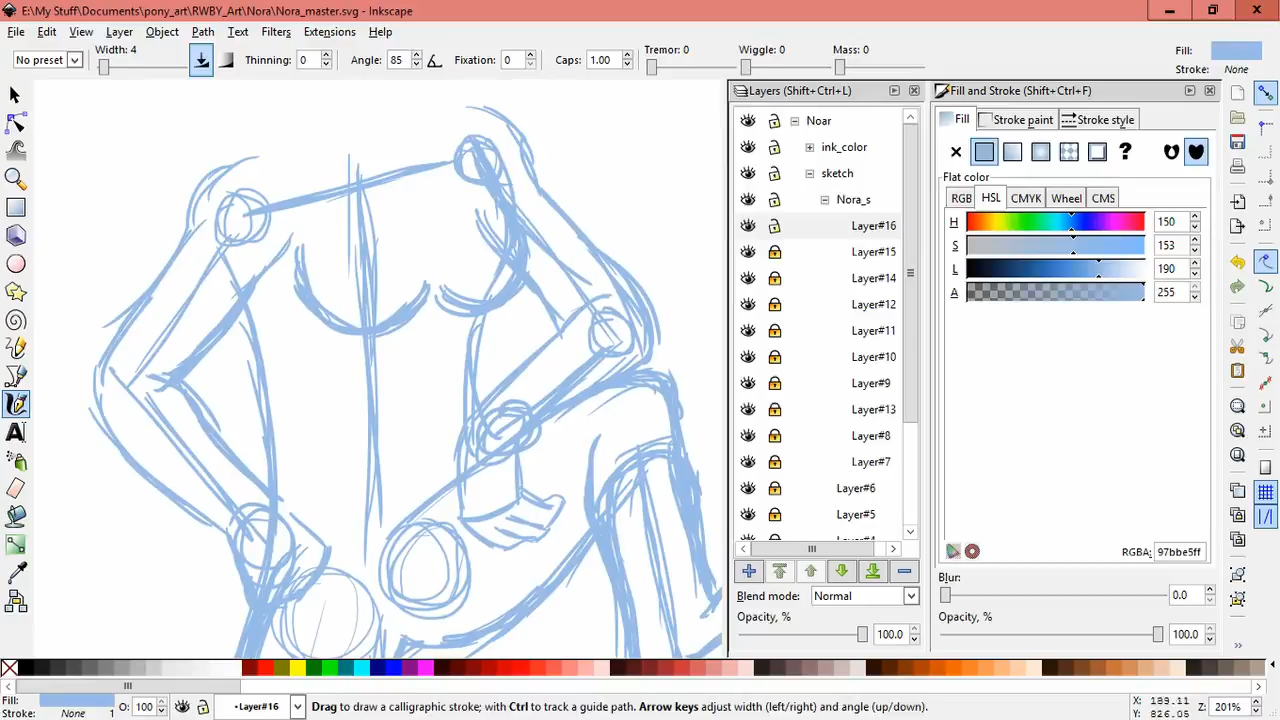 E:\My Stuff\Documents\pony_art\RWBY_Art\Nora\Nora_master.svg - Inkscape
File Edit View Layer Object Path Filters Text Extensions Help
No preset Width: 4 Thinning: 0 Angle: 85 Fixation: 0 Caps: 1.00 Tremor: 0 Wiggle: 0 Mass: 0 Fill:
Stroke: None
Layers (Shift+Ctrl+L) Fill and Stroke (Shift+Ctrl+F)
Noar
ink_color
sketch
Nora_s
Layer#16
Layer#15
Layer#14
Layer#12
Layer#11
Layer#10
Layer#9
Layer#13
Layer#8
Layer#7
Layer#6
Layer#5
Blend mode: Normal
Opacity, %
100.0
Fill Stroke paint Stroke style
?
Flat color
RGB HSL CMYK Wheel CMS
H 150
S 153
L 190
A 255
RGBA: 97bbe5ff
Blur:
0.0
Opacity, %
100.0
A
Fill:
Stroke: None 1 O: 100 •Layer#16 Drag to draw a calligraphic stroke; with Ctrl to track a guide path. Arrow keys adjust width (left/right) and angle (up/down).
X: 189.11
Y: 826.05
Z: 201%